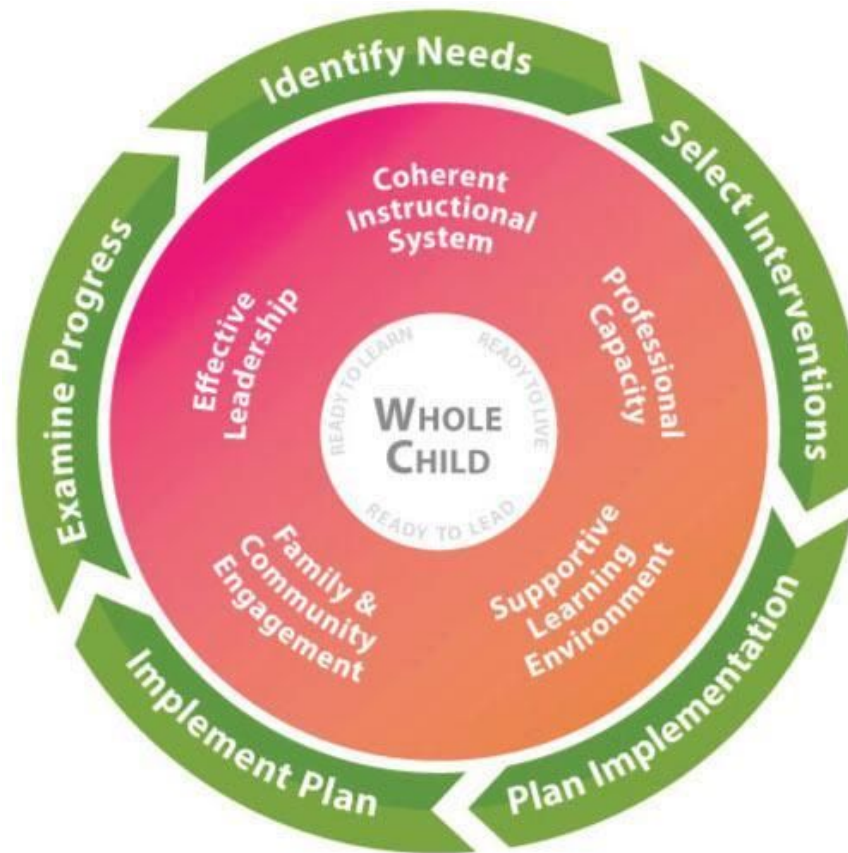 Identify Needs
Select Interventions
Plan Implementation
Implement Plan
Examine Progress
Coherent
Instructional
System
Professional
Capacity
Supportive
Learning
Environment
Family &
Community
Engagement
Effective
Leadership
READY TO LEARN
READY TO LIVE
READY TO LEAD
WHOLE
CHILD